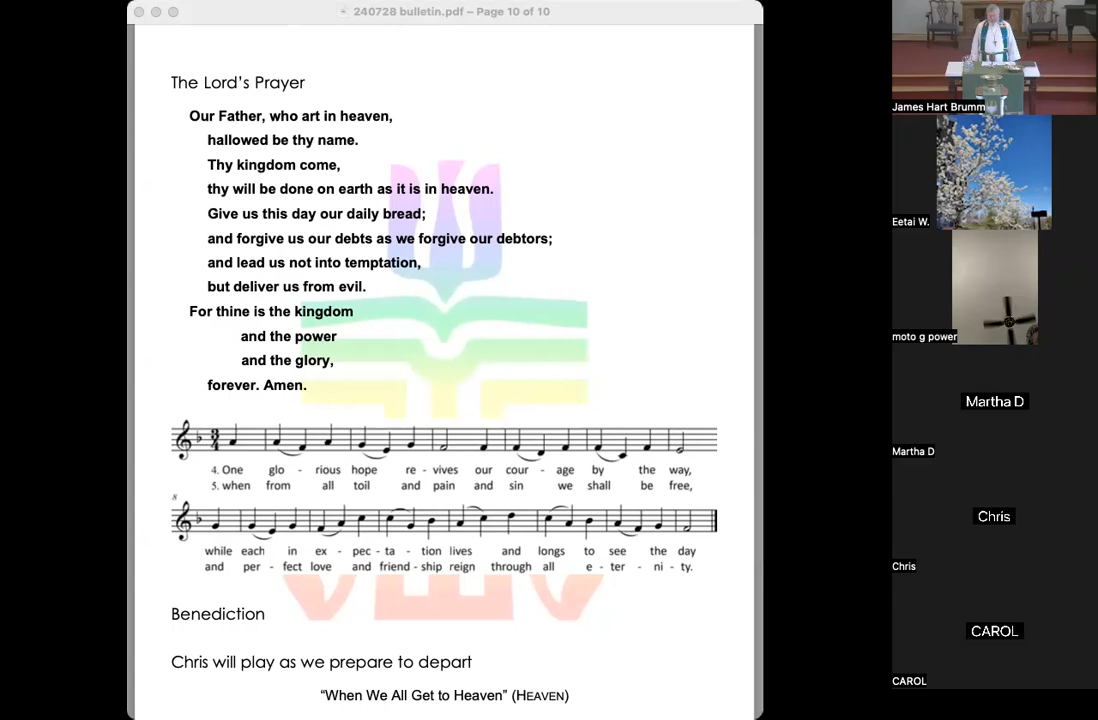 240728 bulletin.pdf – Page 10 of 10
The Lord's Prayer
Our Father, who art in heaven,
hallowed be thy name.
Thy kingdom come,
thy will be done on earth as it is in heaven.
Give us this day our daily bread;
and forgive us our debts as we forgive our debtors;
and lead us not into temptation,
but deliver us from evil.
For thine is the kingdom
and the power
and the glory,
forever. Amen.
4. One glo - rious hope re - vives our cour - age by the way,
5. when from all toil and pain and sin we shall be free,
8
while each in ex - pec - ta - tion lives and longs to see the day
and per - fect love and friend - ship reign through all e - ter - ni - ty.
Benediction
Chris will play as we prepare to depart
“When We All Get to Heaven” (HEAVEN)
James Hart Brumm
Eetai W.
moto g power
Martha D
Martha D
Chris
Chris
CAROL
CAROL